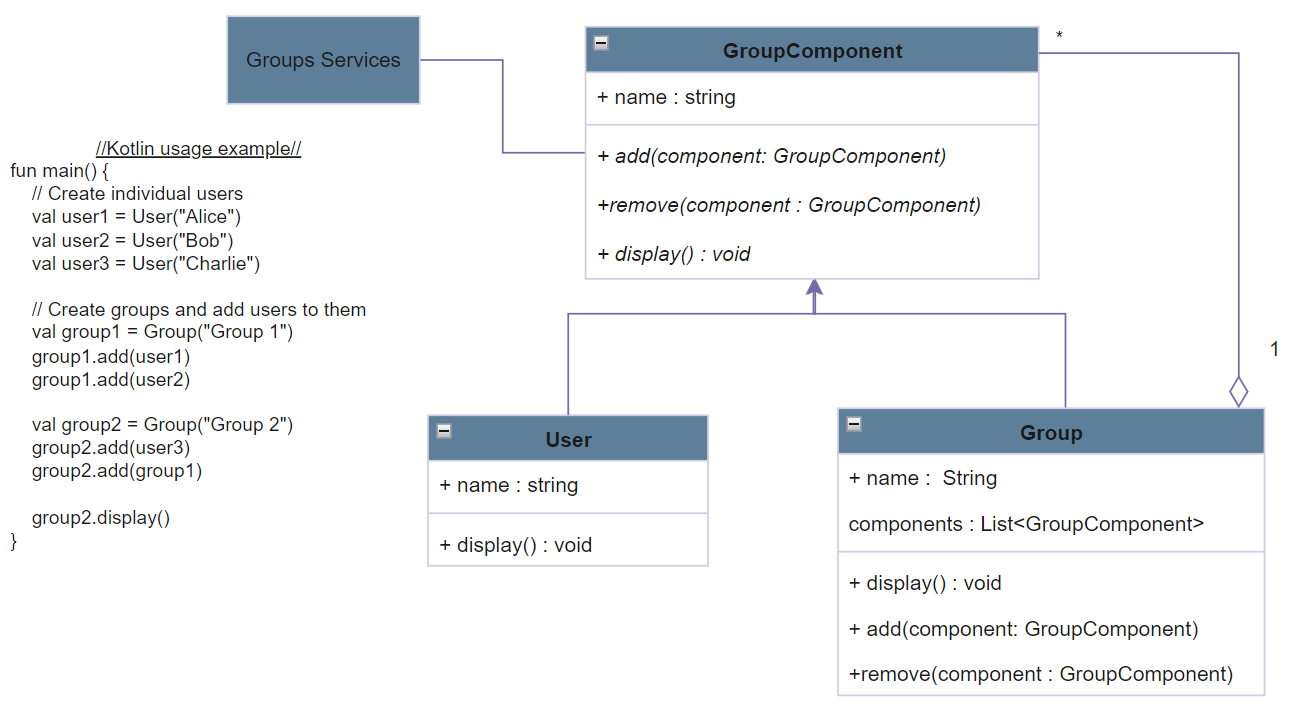 Groups Services
//Kotlin usage example//
fun main() {
// Create individual users
val user1 = User("Alice")
val user2 = User("Bob")
val user3 = User("Charlie")
// Create groups and add users to them
val group1 = Group("Group 1")
group1.add(user1)
group1.add(user2)
val group2 = Group("Group 2")
group2.add(user3)
group2.add(group1)
group2.display()
}
GroupComponent
+ name : string
+ add(component: GroupComponent)
+remove(component : GroupComponent)
+ display() : void
*
1
User
+ name : string
+ display() : void
Group
+ name :  String
components : List<GroupComponent>
+ display() : void
+ add(component: GroupComponent)
+remove(component : GroupComponent)